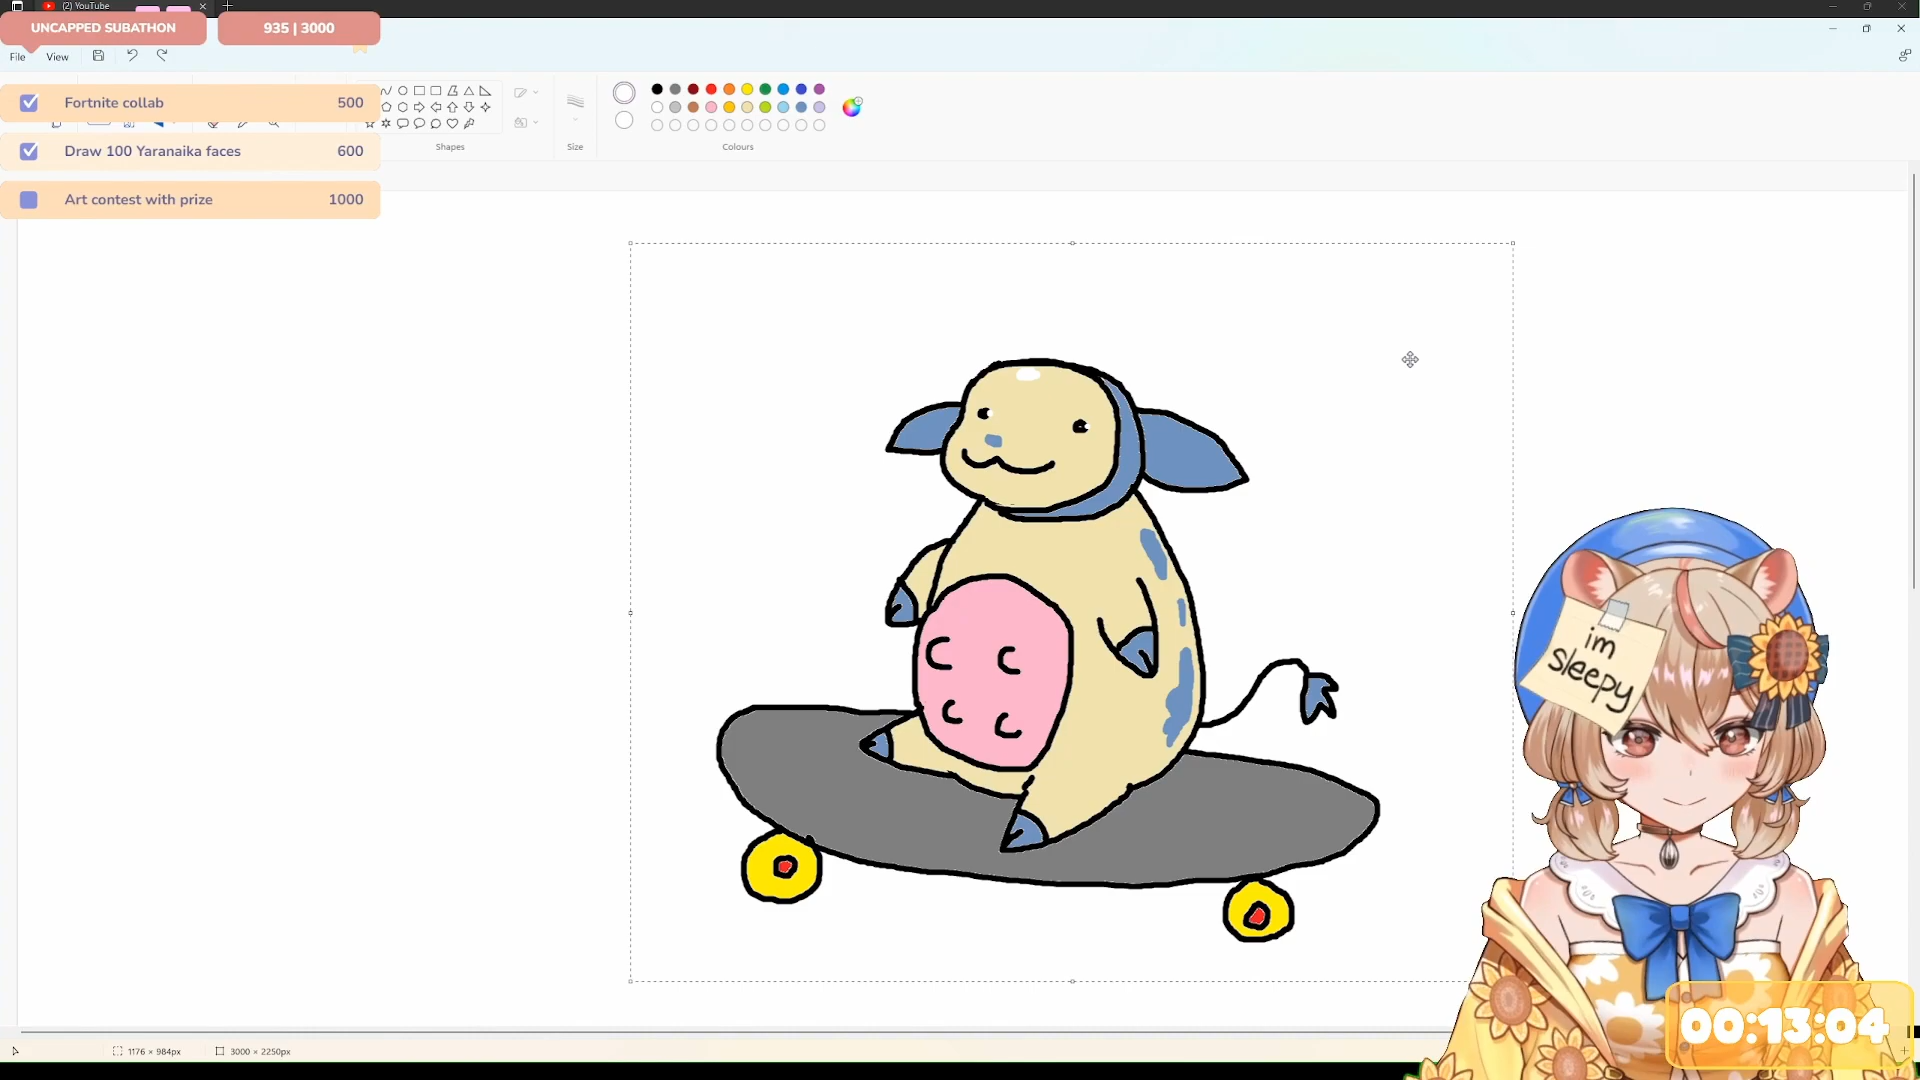 (2) YouTube
UNCAPPED SUBATHON
935 | 3000
File
View
Fortnite collab 500
Draw 100 Yaranaika faces 600
Art contest with prize 1000
Shapes
Size
Colours
im
sleepy
00:13:04
1176 × 984px
3000 × 2250px